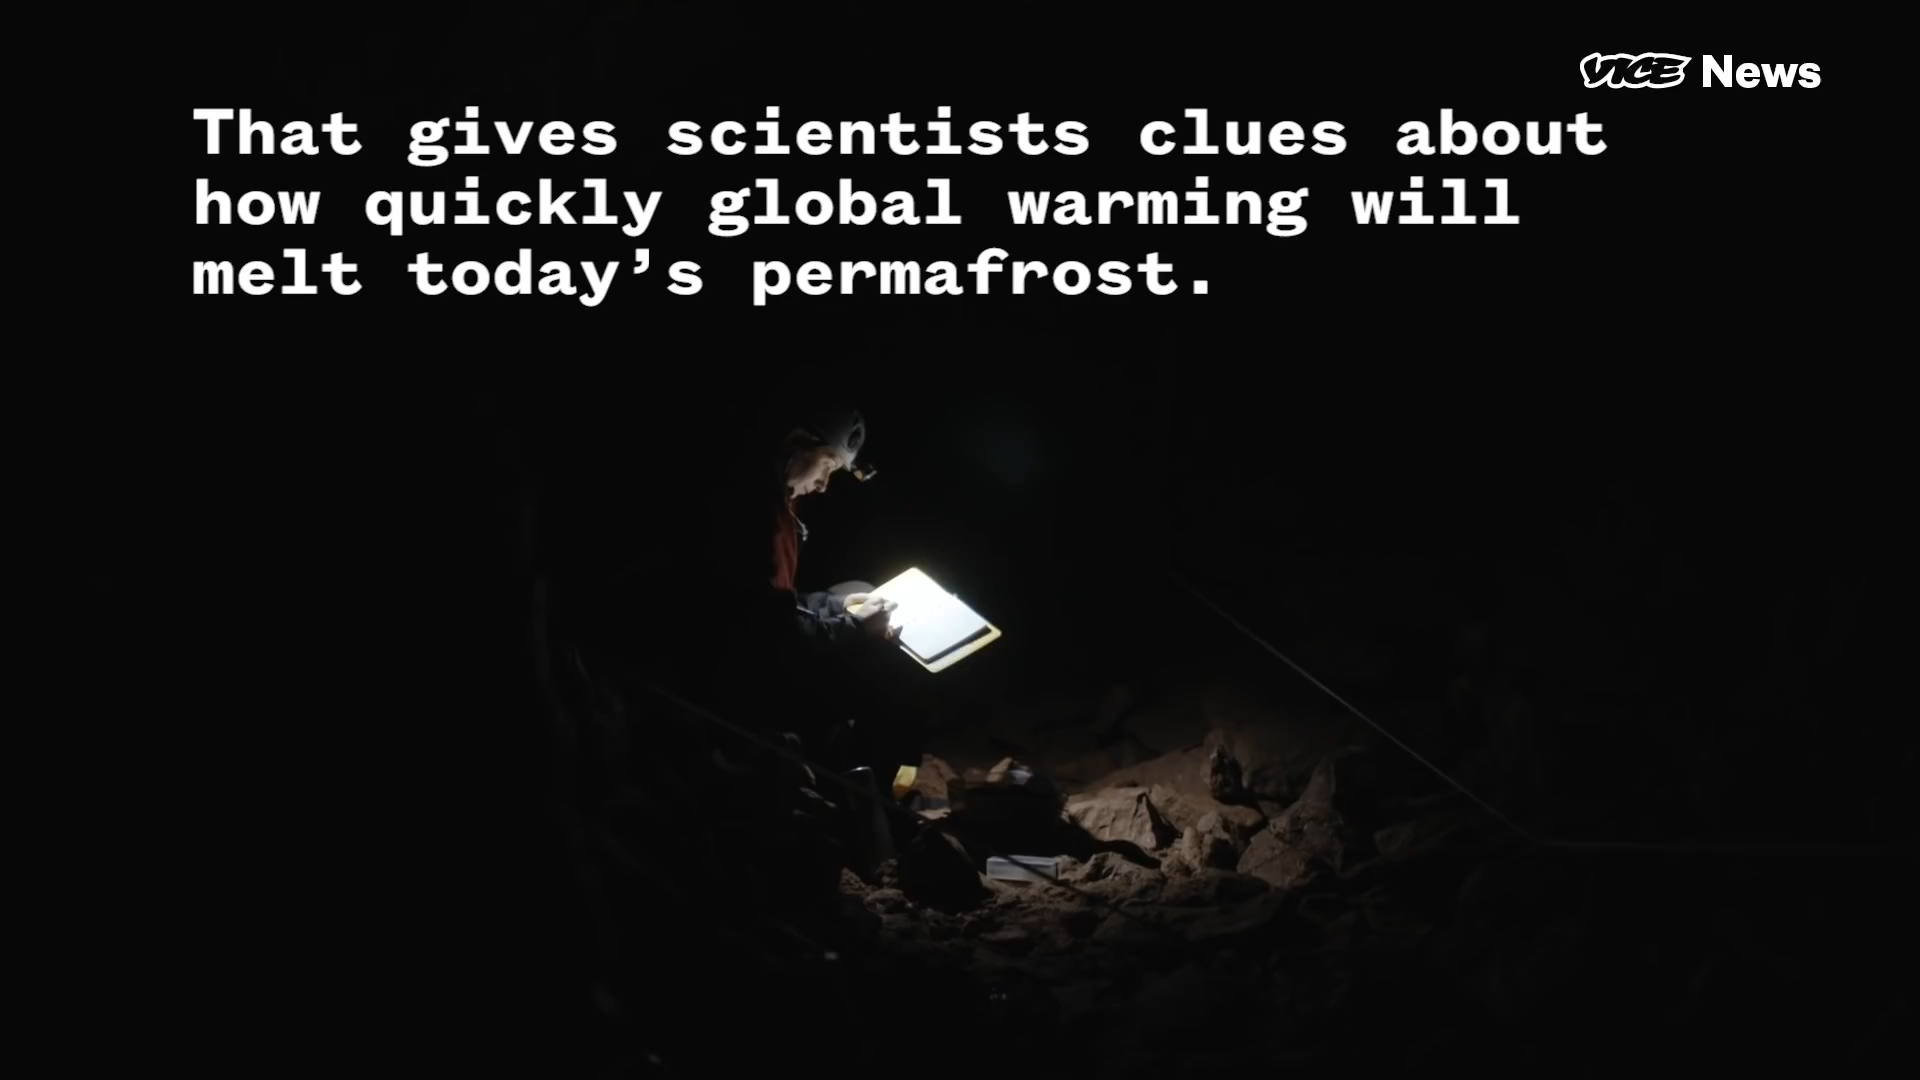 VICE News
That gives scientists clues about
how quickly global warming will
melt today’s permafrost.